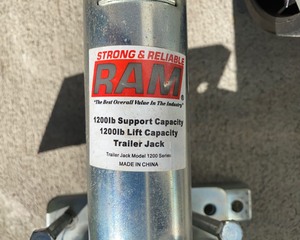 STRONG & RELIABLE
RAM®
"The Best Overall Value In The Industry"
1200lb Support Capacity
1200lb Lift Capacity
Trailer Jack
Trailer Jack Model 1200 Series
MADE IN CHINA